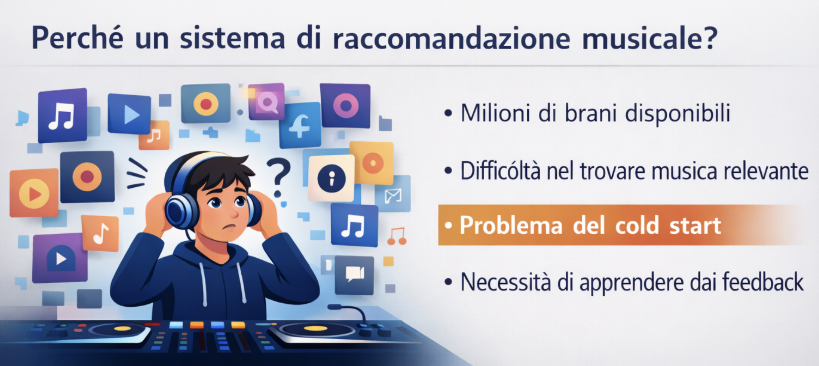 Perché un sistema di raccomandazione musicale?
• Milioni di brani disponibili
• Difficóltà nel trovare musica relevante
• Problema del cold start
• Necessità di apprendere dai feedback